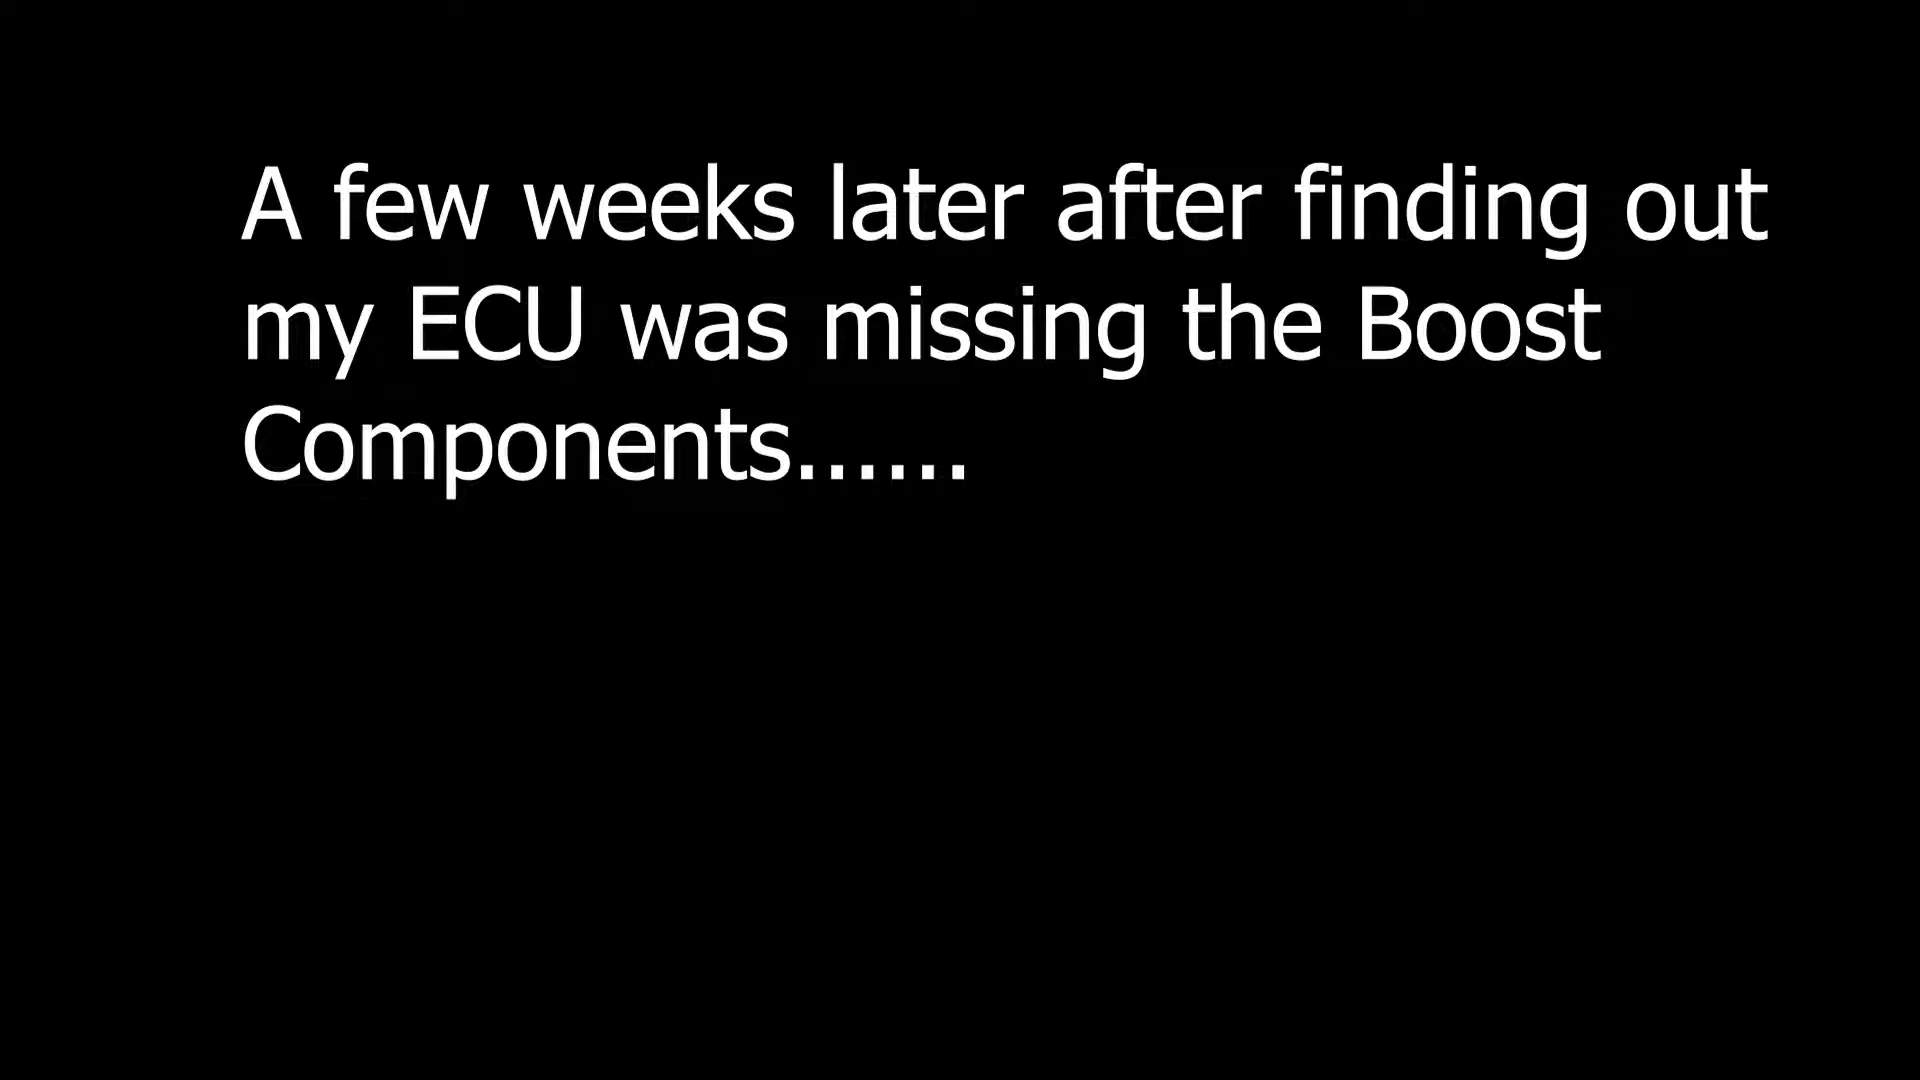 A few weeks later after finding out
my ECU was missing the Boost
Components......